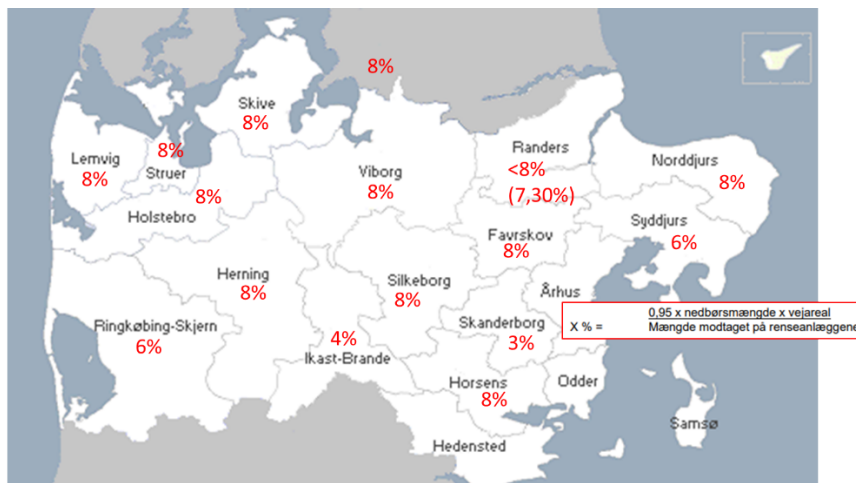 8%
Skive
8%
Lemvig
8%
8%
Struer
8%
Holstebro
Viborg
8%
Randers
<8%
(7,30%)
Norddjurs
8%
Syddjurs
6%
Favrskov
8%
Herning
8%
Silkeborg
8%
Århus
Ringkøbing-Skjern
6%
4%
Ikast-Brande
Skanderborg
3%
X % =
0,95 x nedbørsmængde x vejareal
Mængde modtaget på renseanlæggene
Horsens
8%
Odder
Samsø
Hedensted